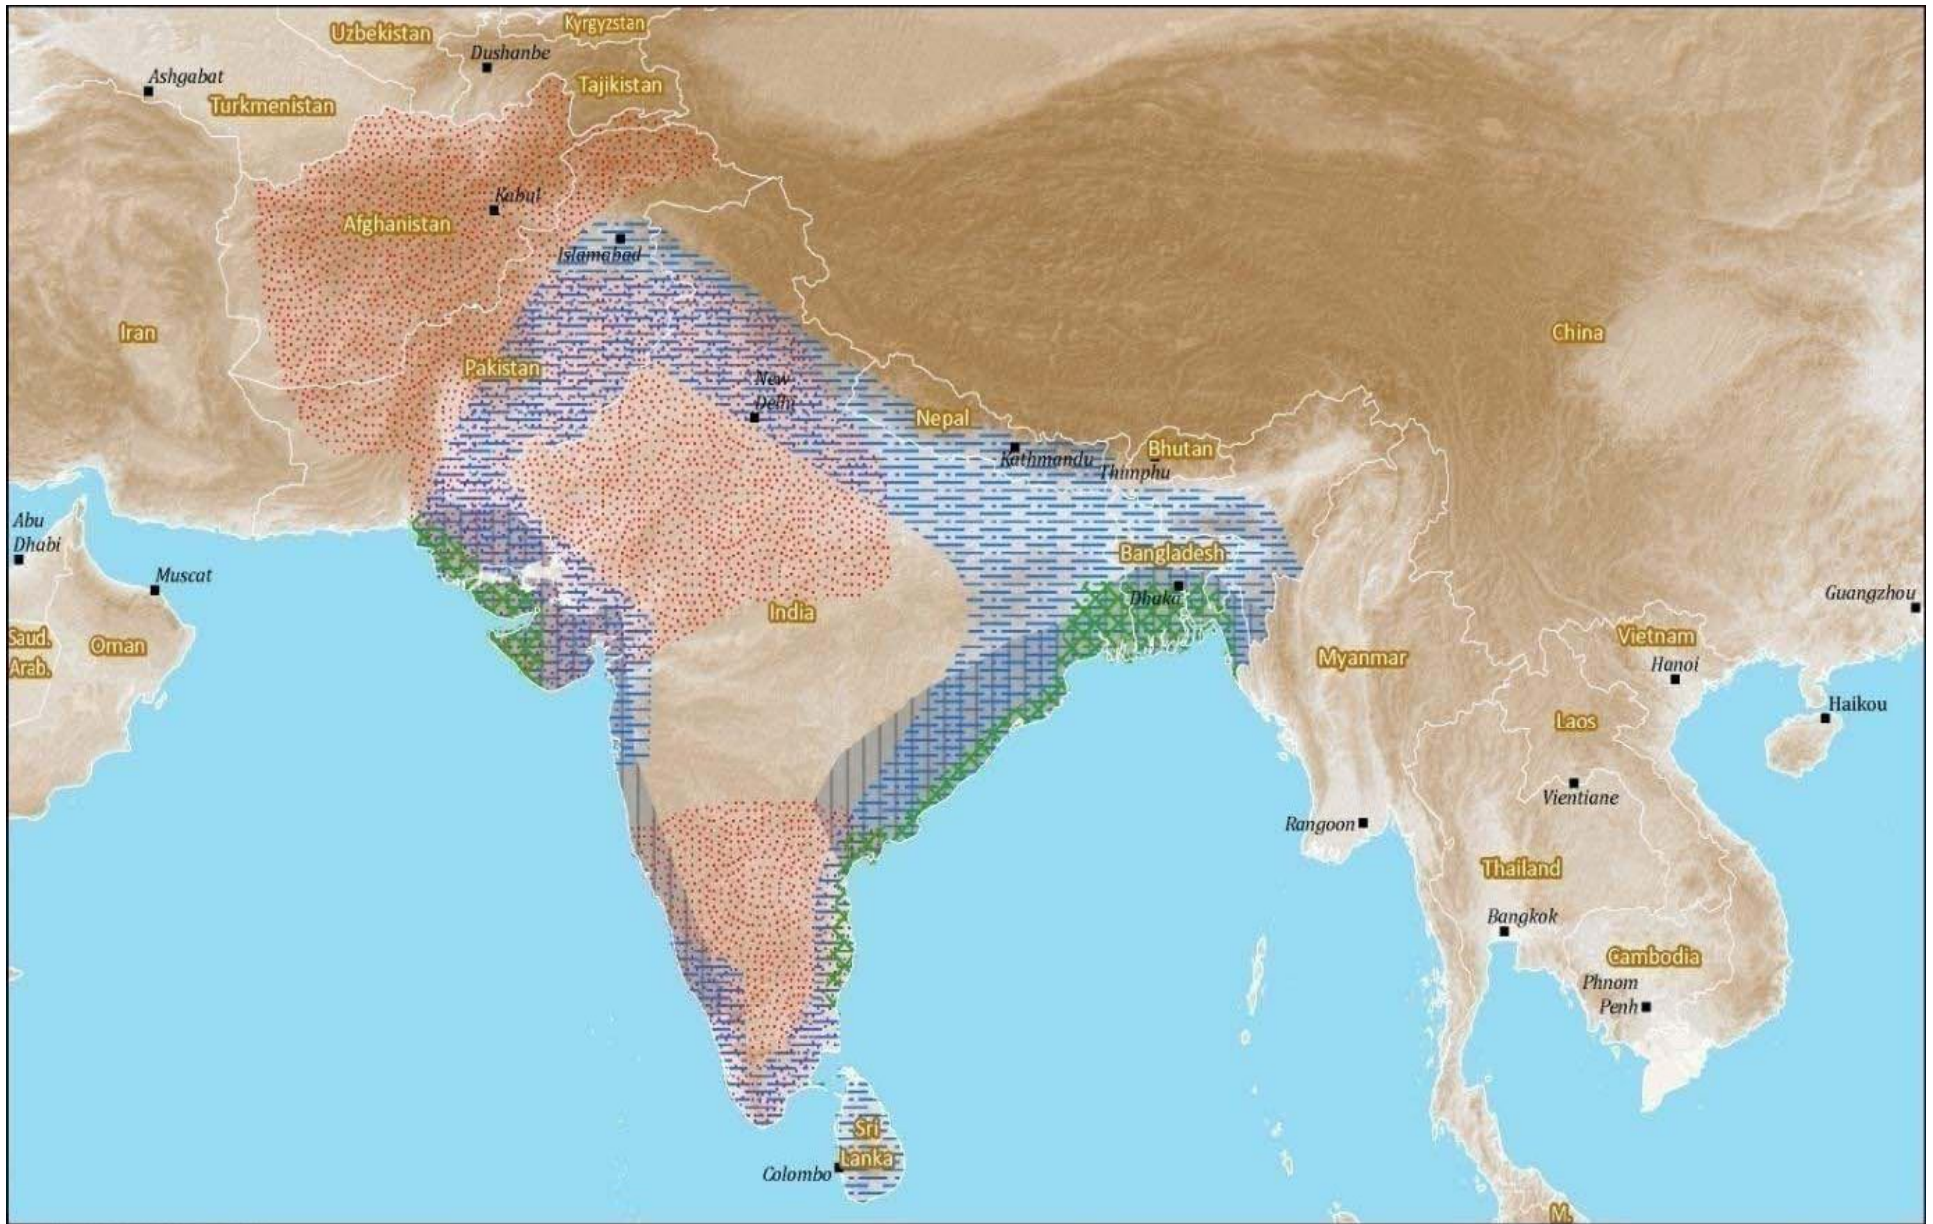 Uzbekistan
Kyrgyzstan
Dushanbe
Ashgabat
Tajikistan
Turkmenistan
Kabul
Afghanistan
Islamabad
Iran
China
Pakistan
New
Delhi
Nepal
Bhutan
Kathmandu
Thimphu
Abu
Dhabi
Bangladesh
Muscat
Dhaka
Guangzhou
India
Saud.
Arab.
Oman
Vietnam
Myanmar
Hanoi
Haikou
Laos
Vientiane
Rangoon
Thailand
Bangkok
Cambodia
Phnom
Penh
Sri
Lanka
Colombo
M.